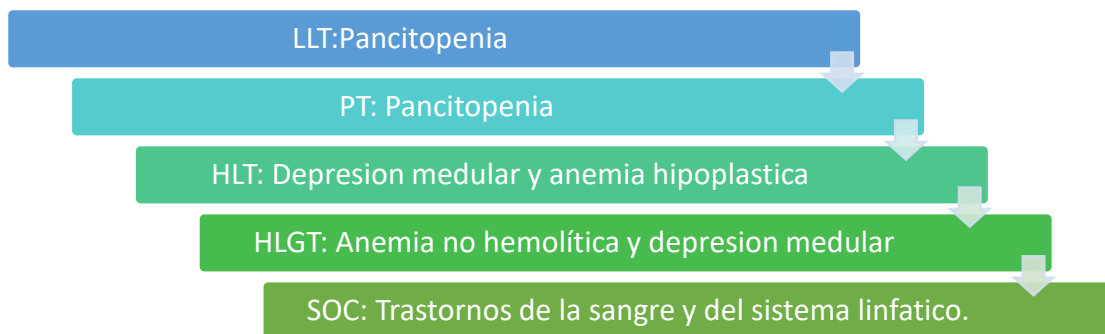 LLT:Pancitopenia
PT: Pancitopenia
HLT: Depresion medular y anemia hipoplastica
HLGT: Anemia no hemolítica y depresion medular
SOC: Trastornos de la sangre y del sistema linfatico.